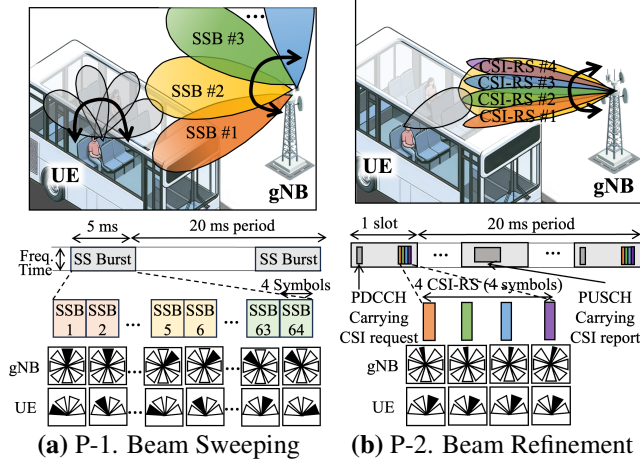 SSB #3
SSB #2
SSB #1
UE
gNB
5 ms
20 ms period
Freq.
Time
SS Burst
SS Burst
4 Symbols
SSB 1
SSB 2
...
SSB 5
SSB 6
...
SSB 63
SSB 64
gNB
... ...
UE
... ...
(a) P-1. Beam Sweeping
CSI-RS #4
CSI-RS #3
CSI-RS #2
CSI-RS #1
UE
gNB
1 slot
20 ms period
... ...
4 CSI-RS (4 symbols)
PDCCH
Carrying
CSI request
PUSCH
Carrying
CSI report
gNB
UE
(b) P-2. Beam Refinement